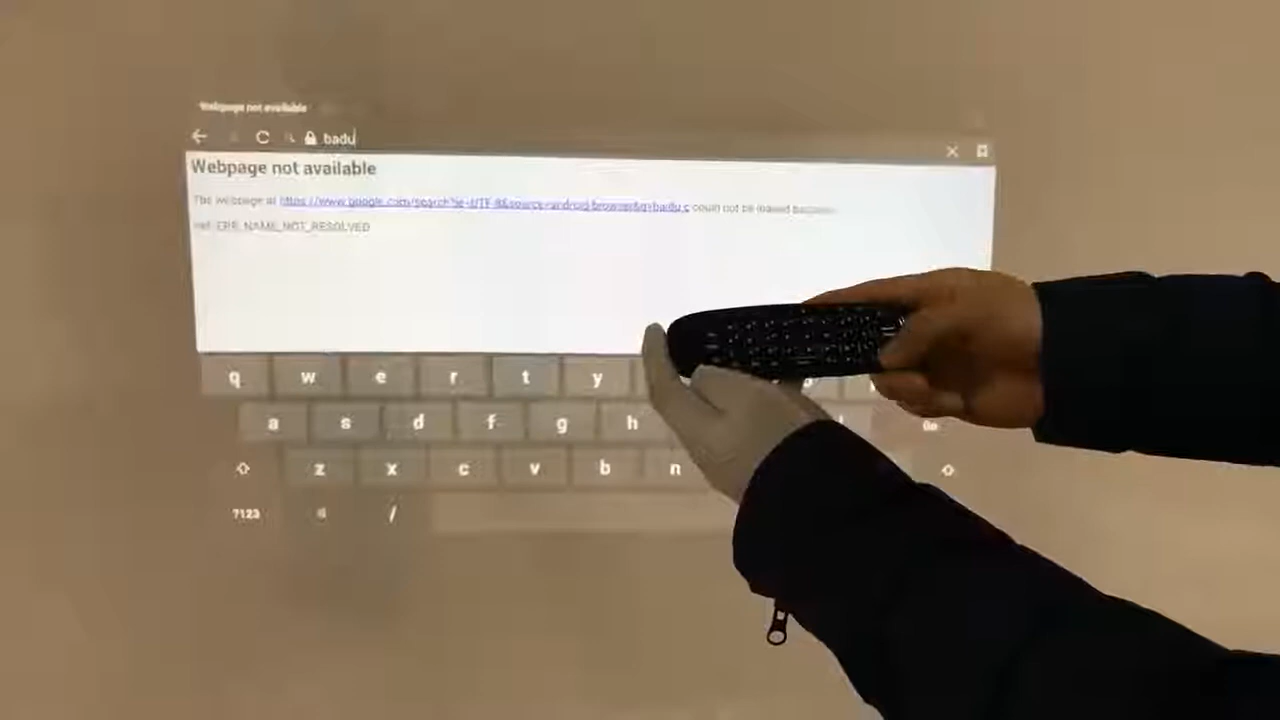 Webpage not available
badu
Webpage not available
The webpage at https://www.google.com/search?ie=UTF-8&source=android-browser&q=baidu.c could not be loaded because:
net::ERR_NAME_NOT_RESOLVED
q w e r t y
a s d f g h
z x c v b n
?123 /